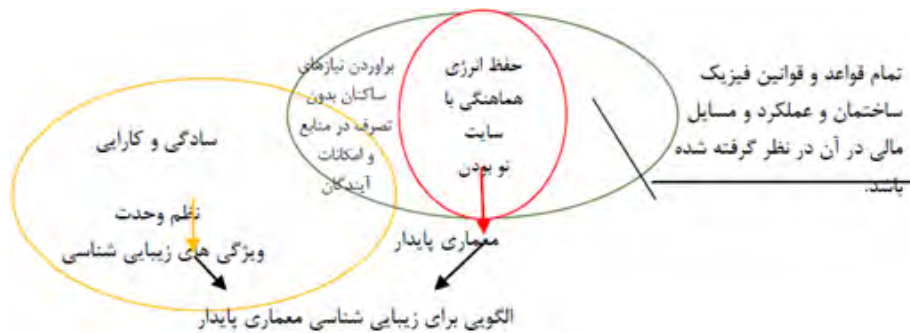 تمام قواعد و قوانین فیزیک
ساختمان و عملکرد و مسایل
مالی در آن در نظر گرفته شده
باشد.
حفظ انرژی
هماهنگی با
سایت
نو بودن
براوردن نیازهای
ساکنان بدون
تصرف در منابع
و امکانات
آیندگان
سادگی و کارایی
نظم وحدت
ویژگی های زیبایی شناسی
معماری پایدار
الگویی برای زیبایی شناسی معماری پایدار